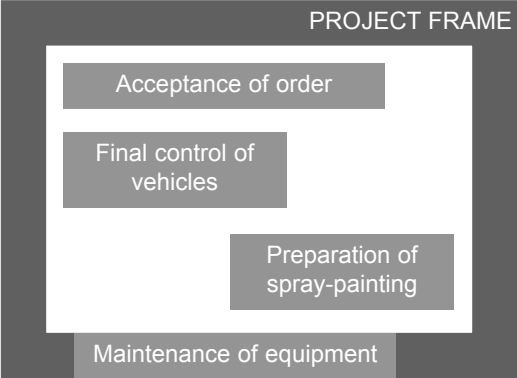 PROJECT FRAME
Acceptance of order
Final control of
vehicles
Preparation of
spray-painting
Maintenance of equipment